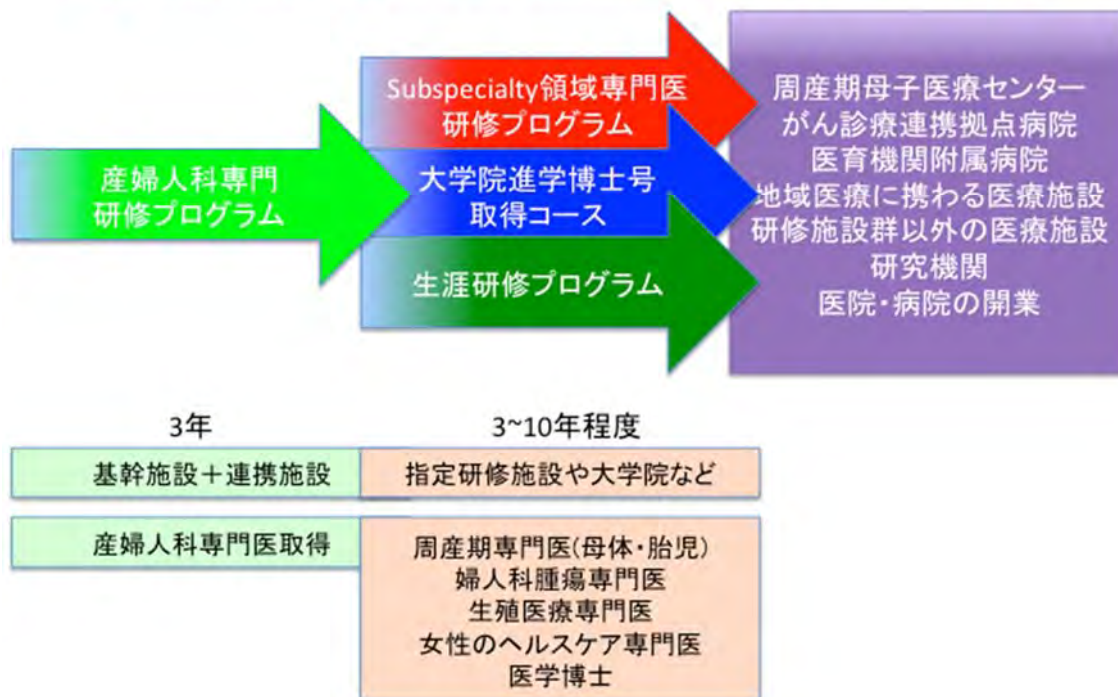 産婦人科専門
研修プログラム
Subspecialty領域専門医
研修プログラム
大学院進学博士号
取得コース
生涯研修プログラム
周産期母子医療センター
がん診療連携拠点病院
医育機関附属病院
地域医療に携わる医療施設
研修施設群以外の医療施設
研究機関
医院・病院の開業
3年
3~10年程度
基幹施設＋連携施設
指定研修施設や大学院など
産婦人科専門医取得
周産期専門医(母体・胎児)
婦人科腫瘍専門医
生殖医療専門医
女性のヘルスケア専門医
医学博士